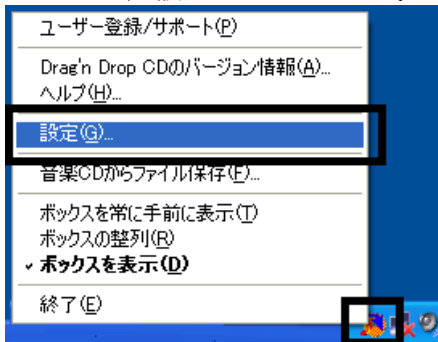 ユーザー登録/サポート(P)
Drag'n Drop CDのバージョン情報(A)...
ヘルプ(H)...
設定(G)...
音楽CDからファイル保存(F)...
ボックスを常に手前に表示(T)
ボックスの整列(R)
ボックスを表示(D)
終了(E)